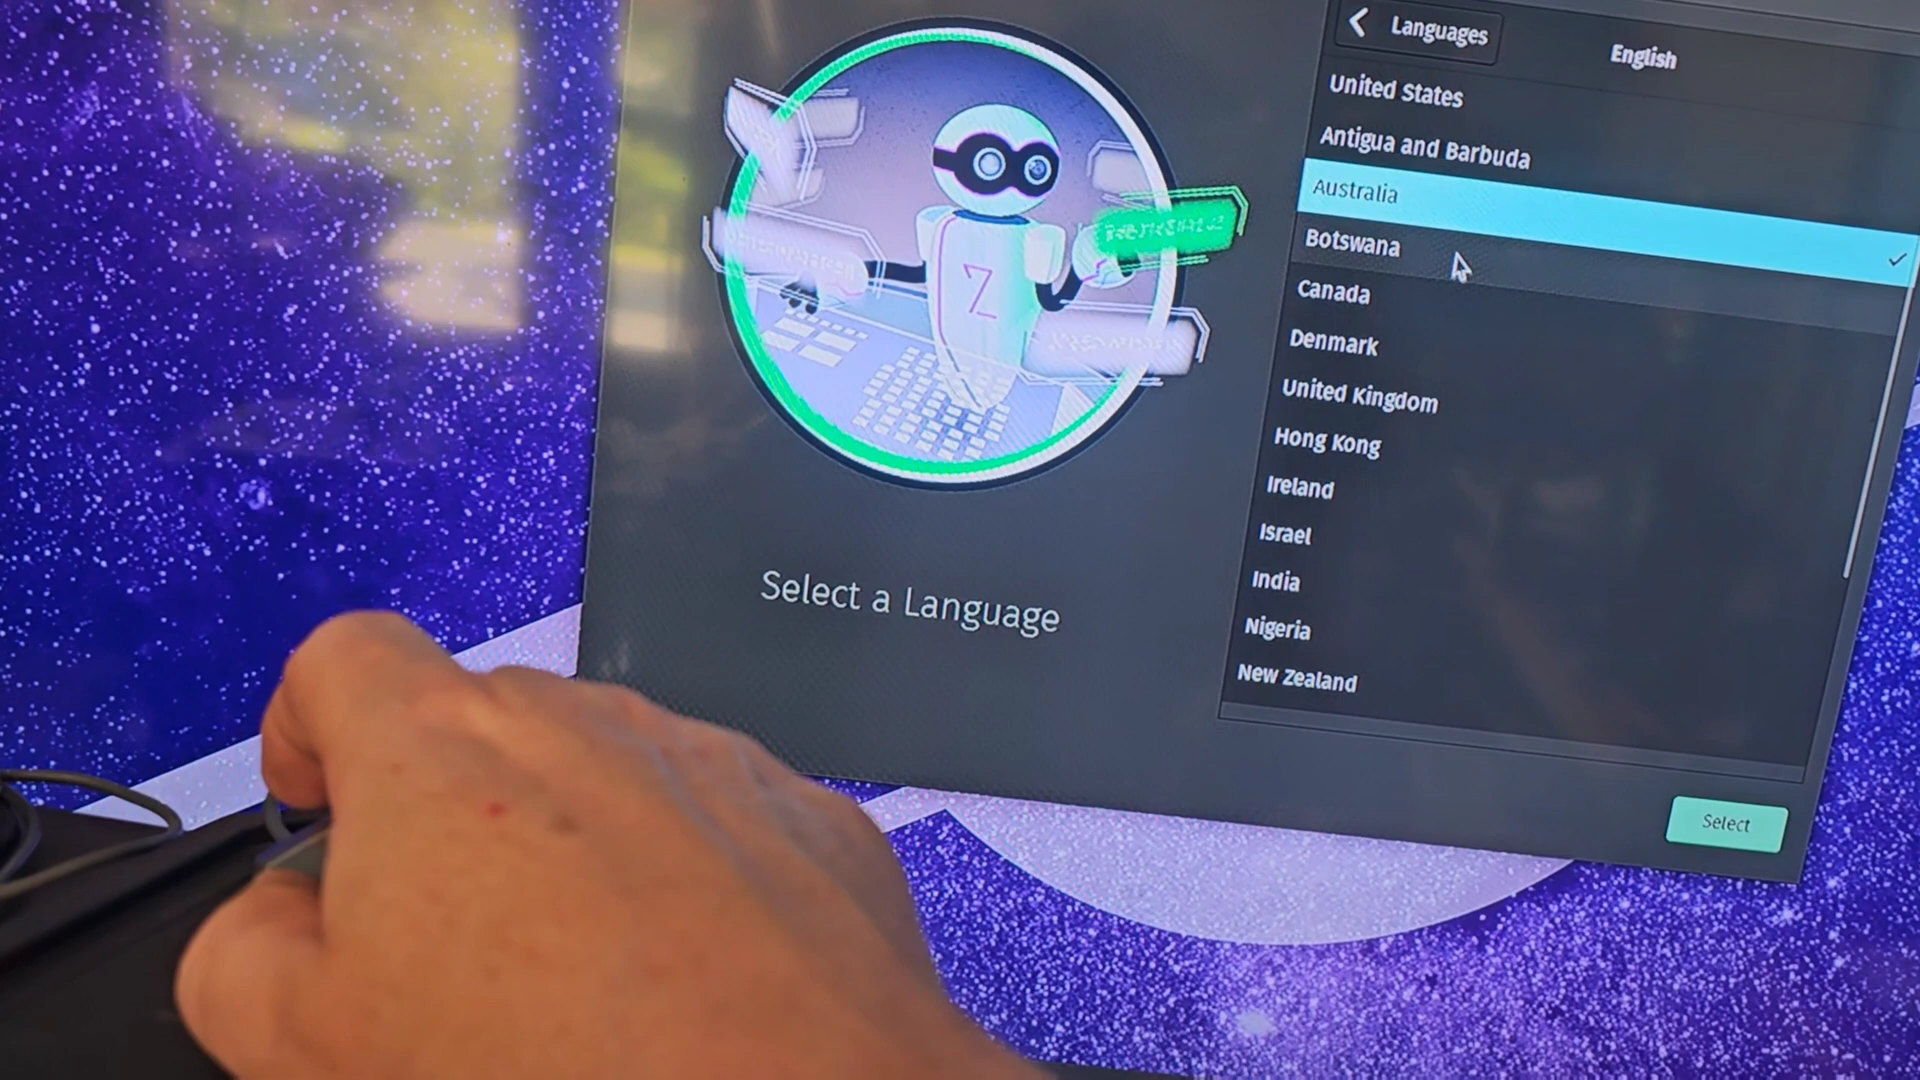 Languages
English
United States
Antigua and Barbuda
Australia
Botswana
Canada
Denmark
United Kingdom
Hong Kong
Ireland
Israel
India
Nigeria
New Zealand
Select a Language
Select
Z